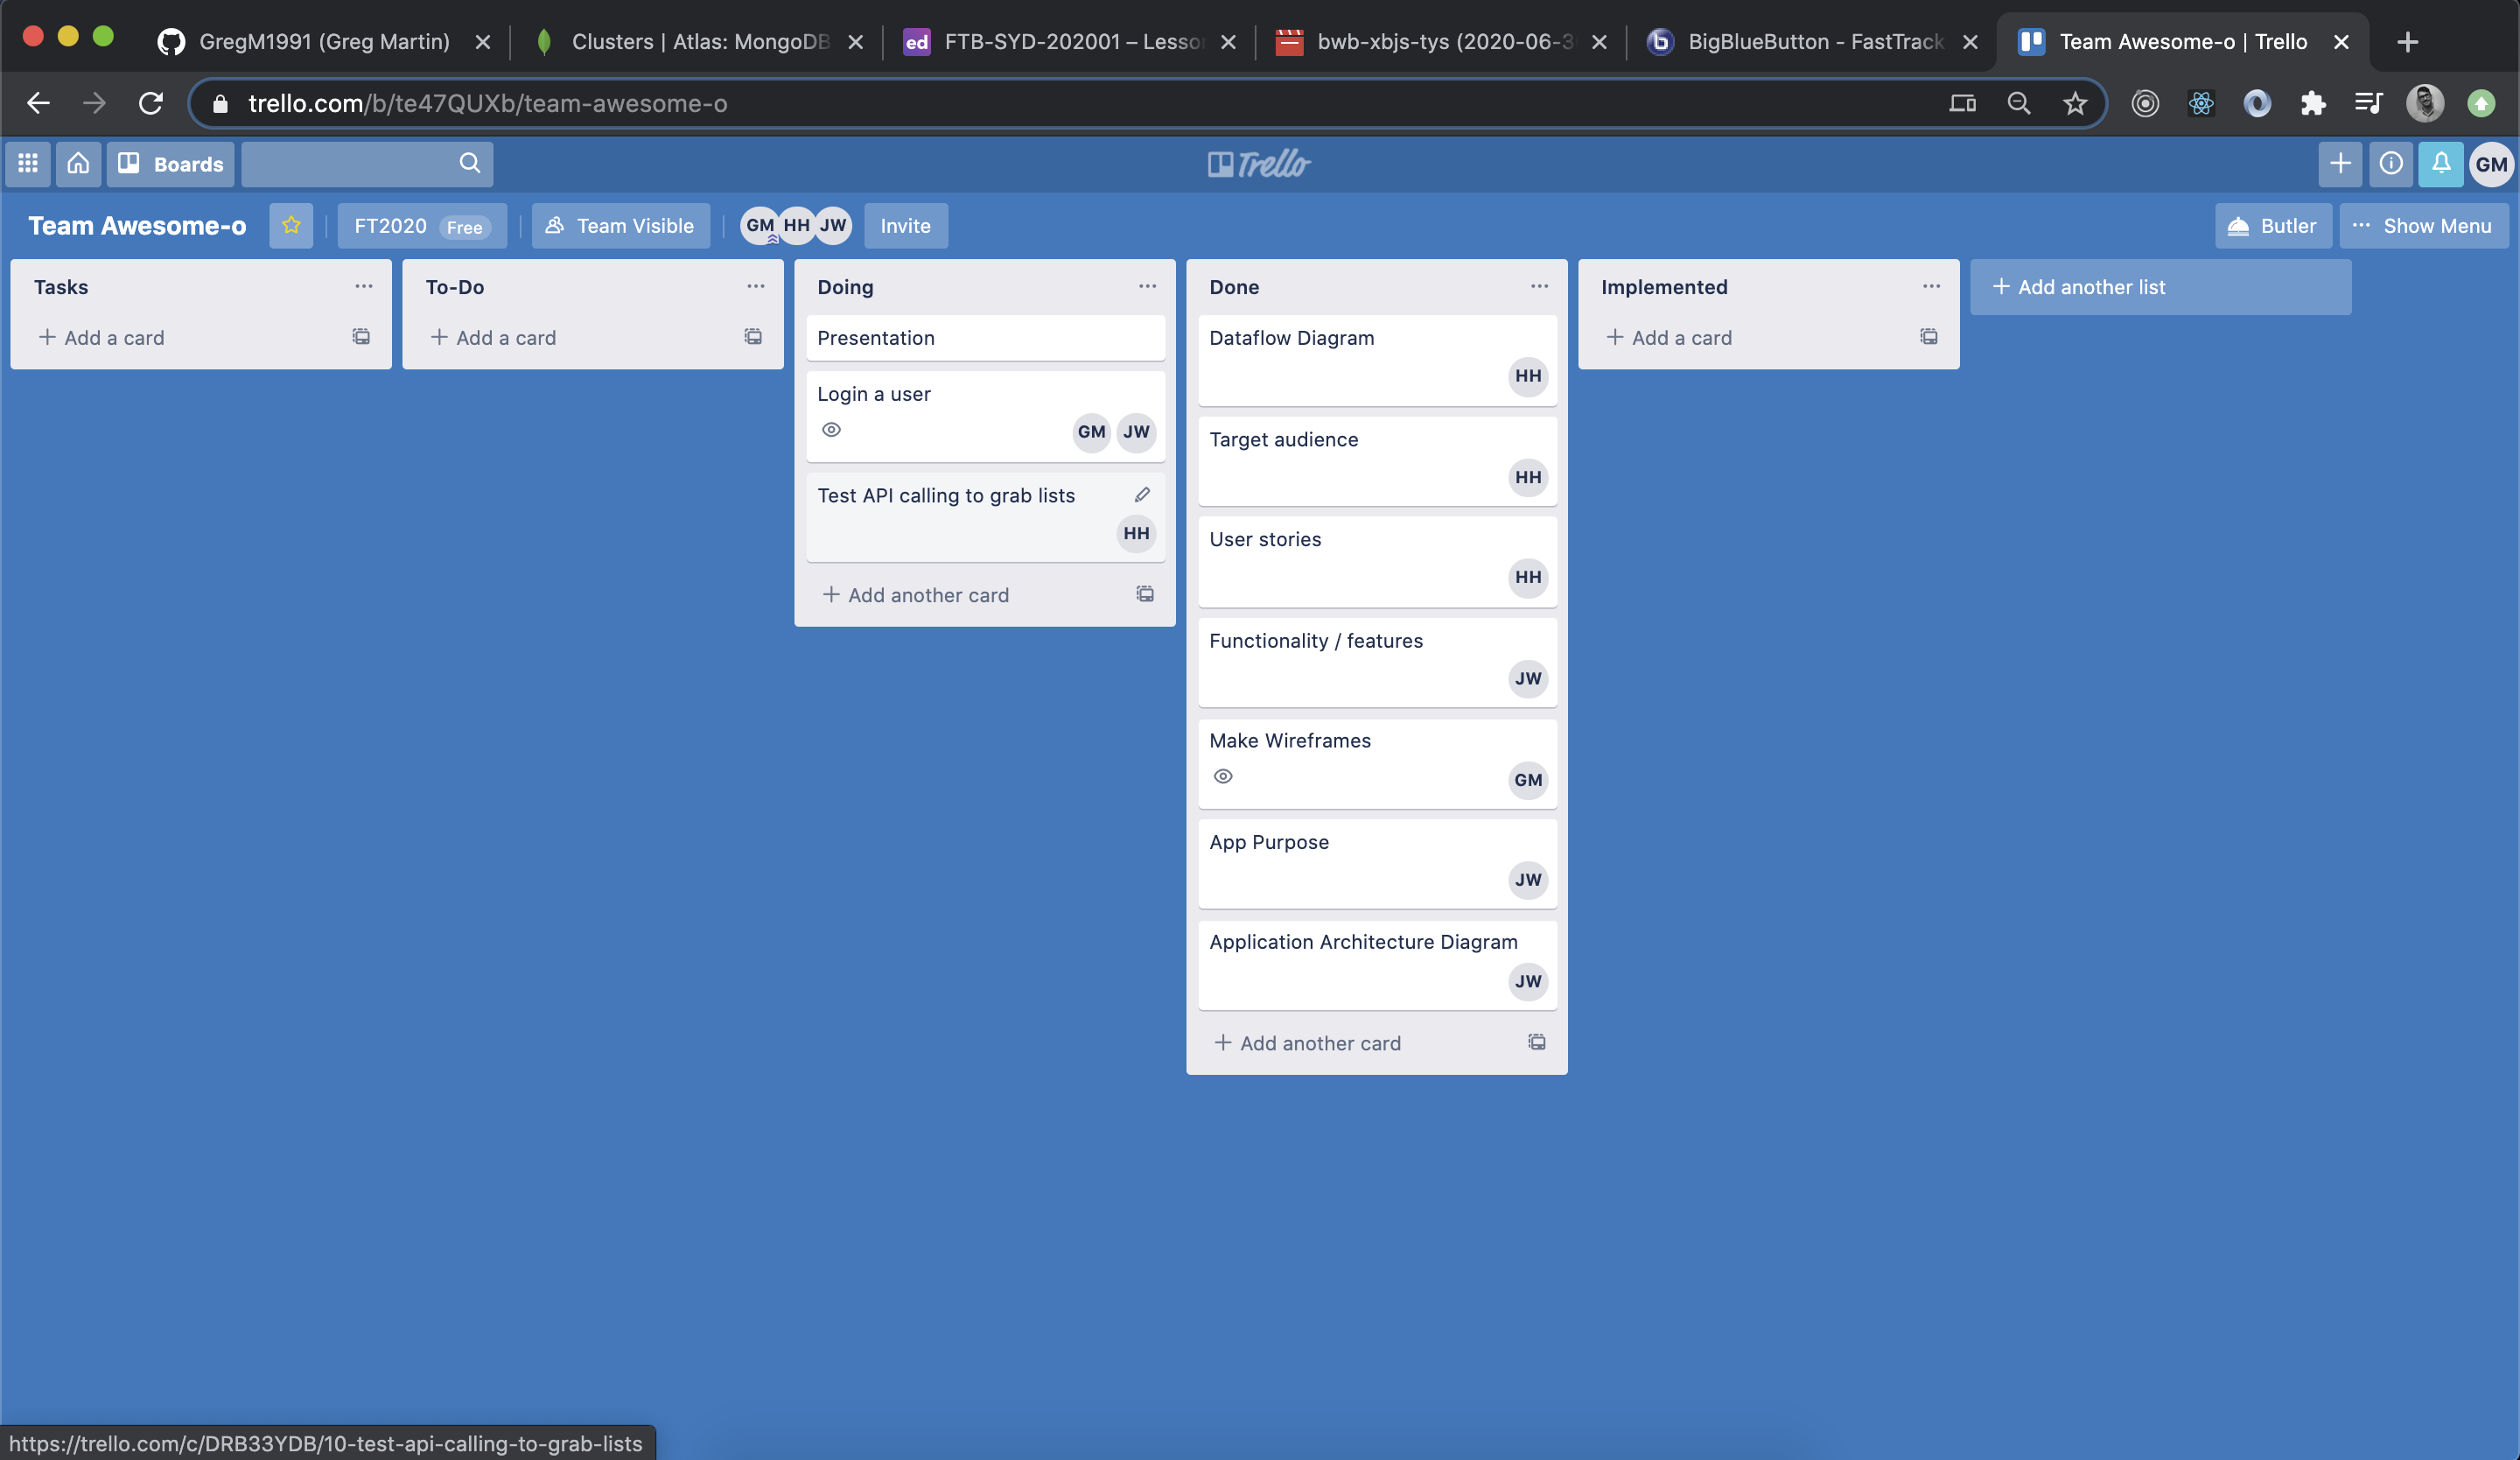 GregM1991 (Greg Martin)
Clusters | Atlas: MongoDB
ed
FTB-SYD-202001 – Lesso
bwb-xbjs-tys (2020-06-3
b
BigBlueButton - FastTrack
Team Awesome-o | Trello
trello.com/b/te47QUXb/team-awesome-o
Boards
Trello
GM
Team Awesome-o
FT2020 Free
Team Visible
GM HH JW
Invite
Butler
... Show Menu
Tasks
+ Add a card
To-Do
+ Add a card
Doing
Presentation
Login a user
GM JW
Test API calling to grab lists
HH
+ Add another card
Done
Dataflow Diagram
HH
Target audience
HH
User stories
HH
Functionality / features
JW
Make Wireframes
GM
App Purpose
JW
Application Architecture Diagram
JW
+ Add another card
Implemented
+ Add a card
+ Add another list
https://trello.com/c/DRB33YDB/10-test-api-calling-to-grab-lists